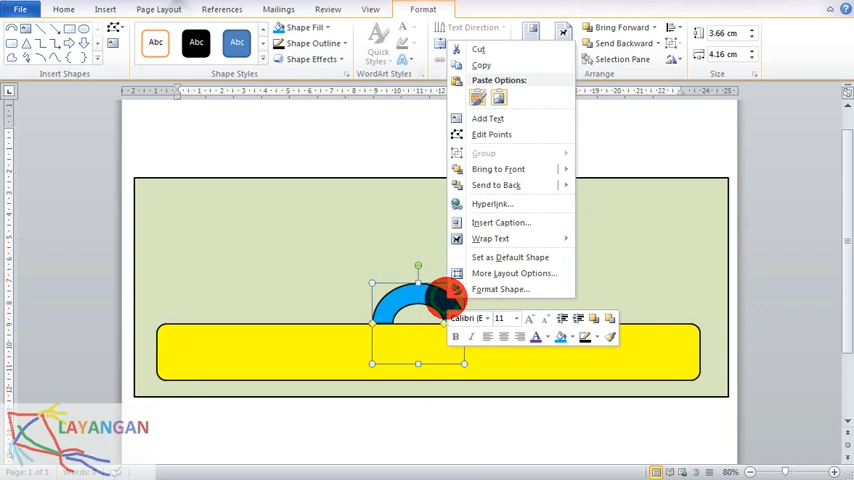 File Home Insert Page Layout References Mailings Review View Format
Abc Abc Abc
Shape Fill
Shape Outline
Shape Effects
Quick Styles
Text Direction
Bring Forward
Send Backward
Selection Pane
3.66 cm
4.16 cm
Insert Shapes Shape Styles WordArt Styles Arrange Size
Cut
Copy
Paste Options:
Add Text
Edit Points
Group
Bring to Front
Send to Back
Hyperlink...
Insert Caption...
Wrap Text
Set as Default Shape
More Layout Options...
Format Shape...
Calibri (E 11
B I A
LAYANGAN
Page: 1 of 1 Words: 0
80%